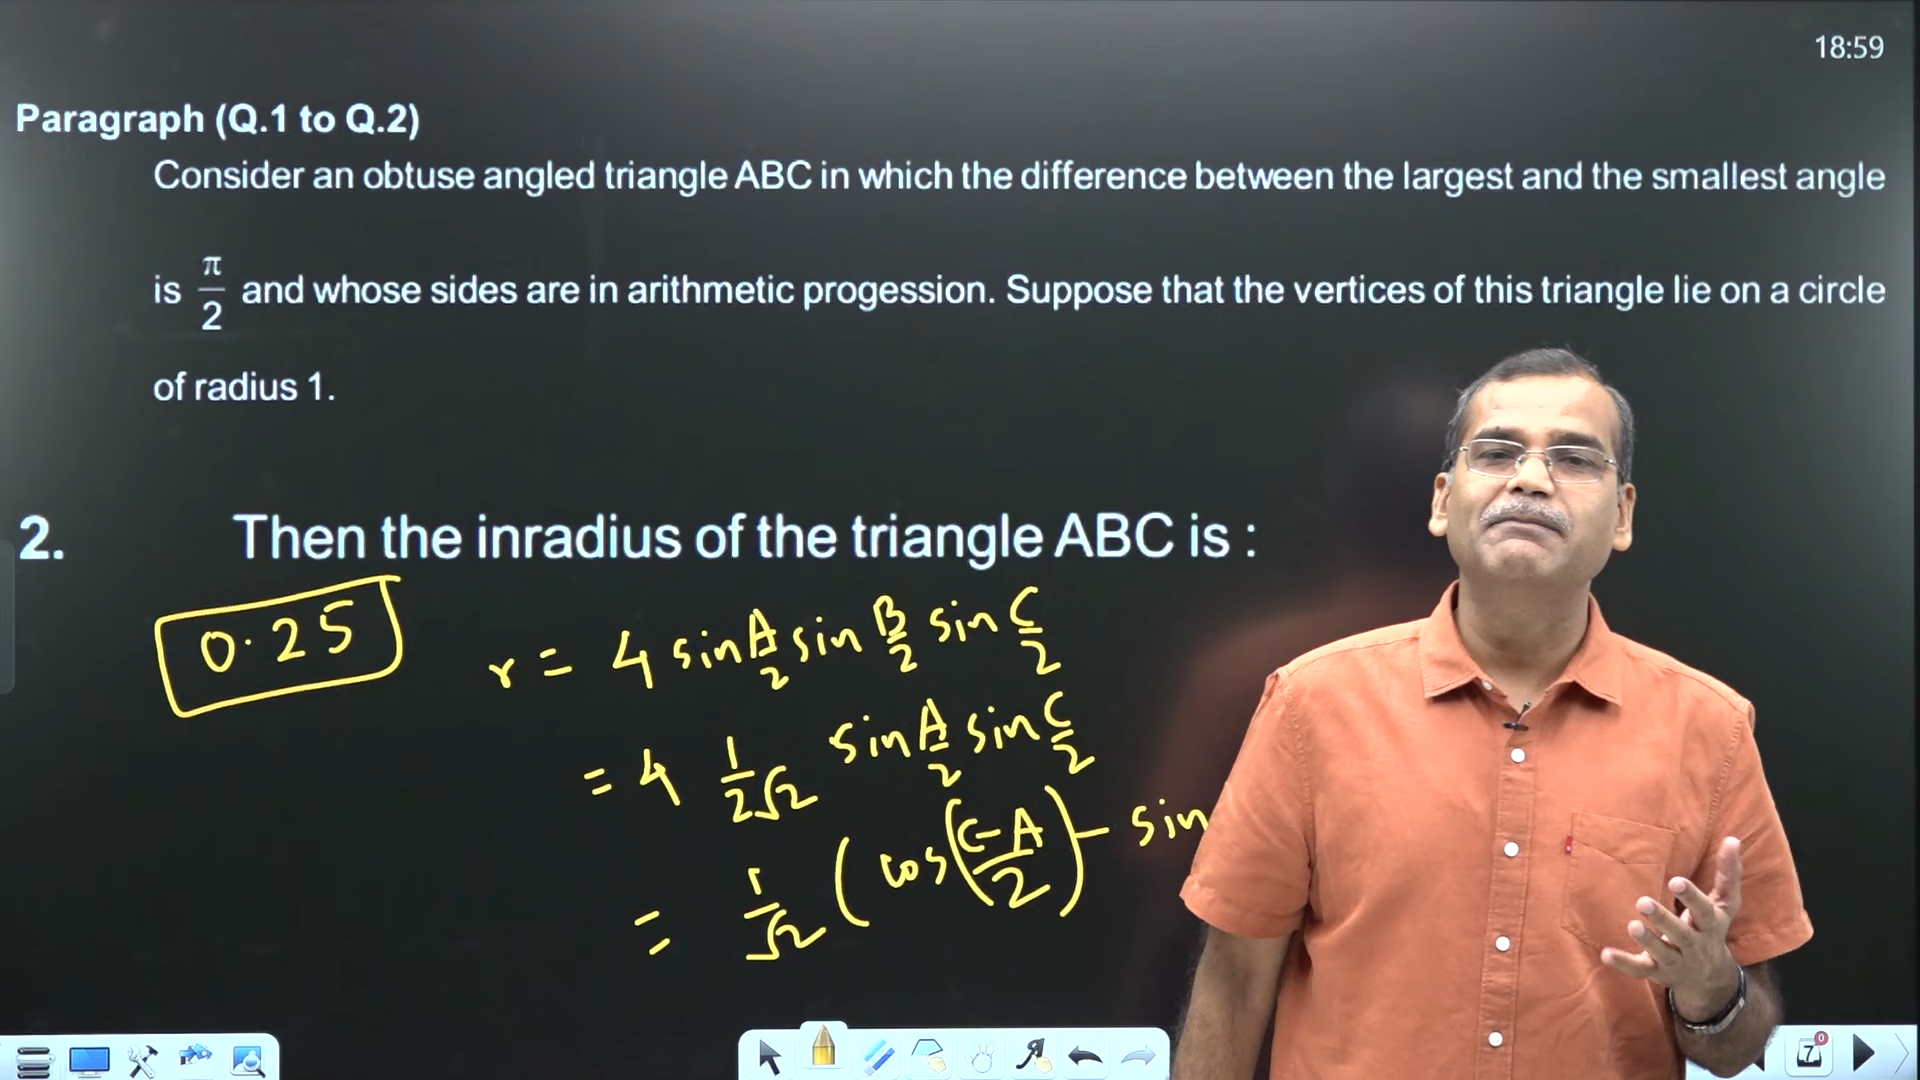 18:59
Paragraph (Q.1 to Q.2)
Consider an obtuse angled triangle ABC in which the difference between the largest and the smallest angle
is π/2 and whose sides are in arithmetic progession. Suppose that the vertices of this triangle lie on a circle
of radius 1.
2. Then the inradius of the triangle ABC is :
0.25
r = 4 sin A/2 sin B/2 sin C/2
= 4 1/2√2 sin A/2 sin C/2
= 1/√2 ( cos (C-A/2) - sin
7
0